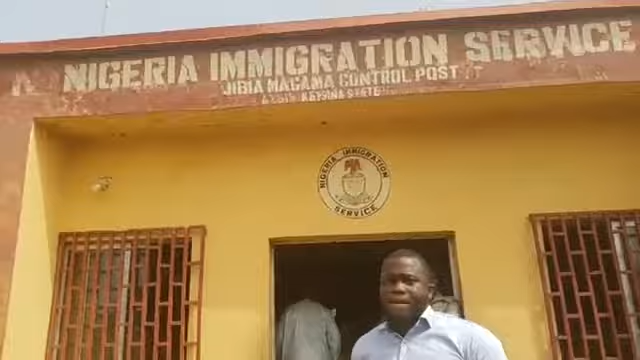 NIGERIA IMMIGRATION SERVICE
JIBIA MAGAMA CONTROL POST
KATSINA STATE
NIGERIA IMMIGRATION
SERVICE